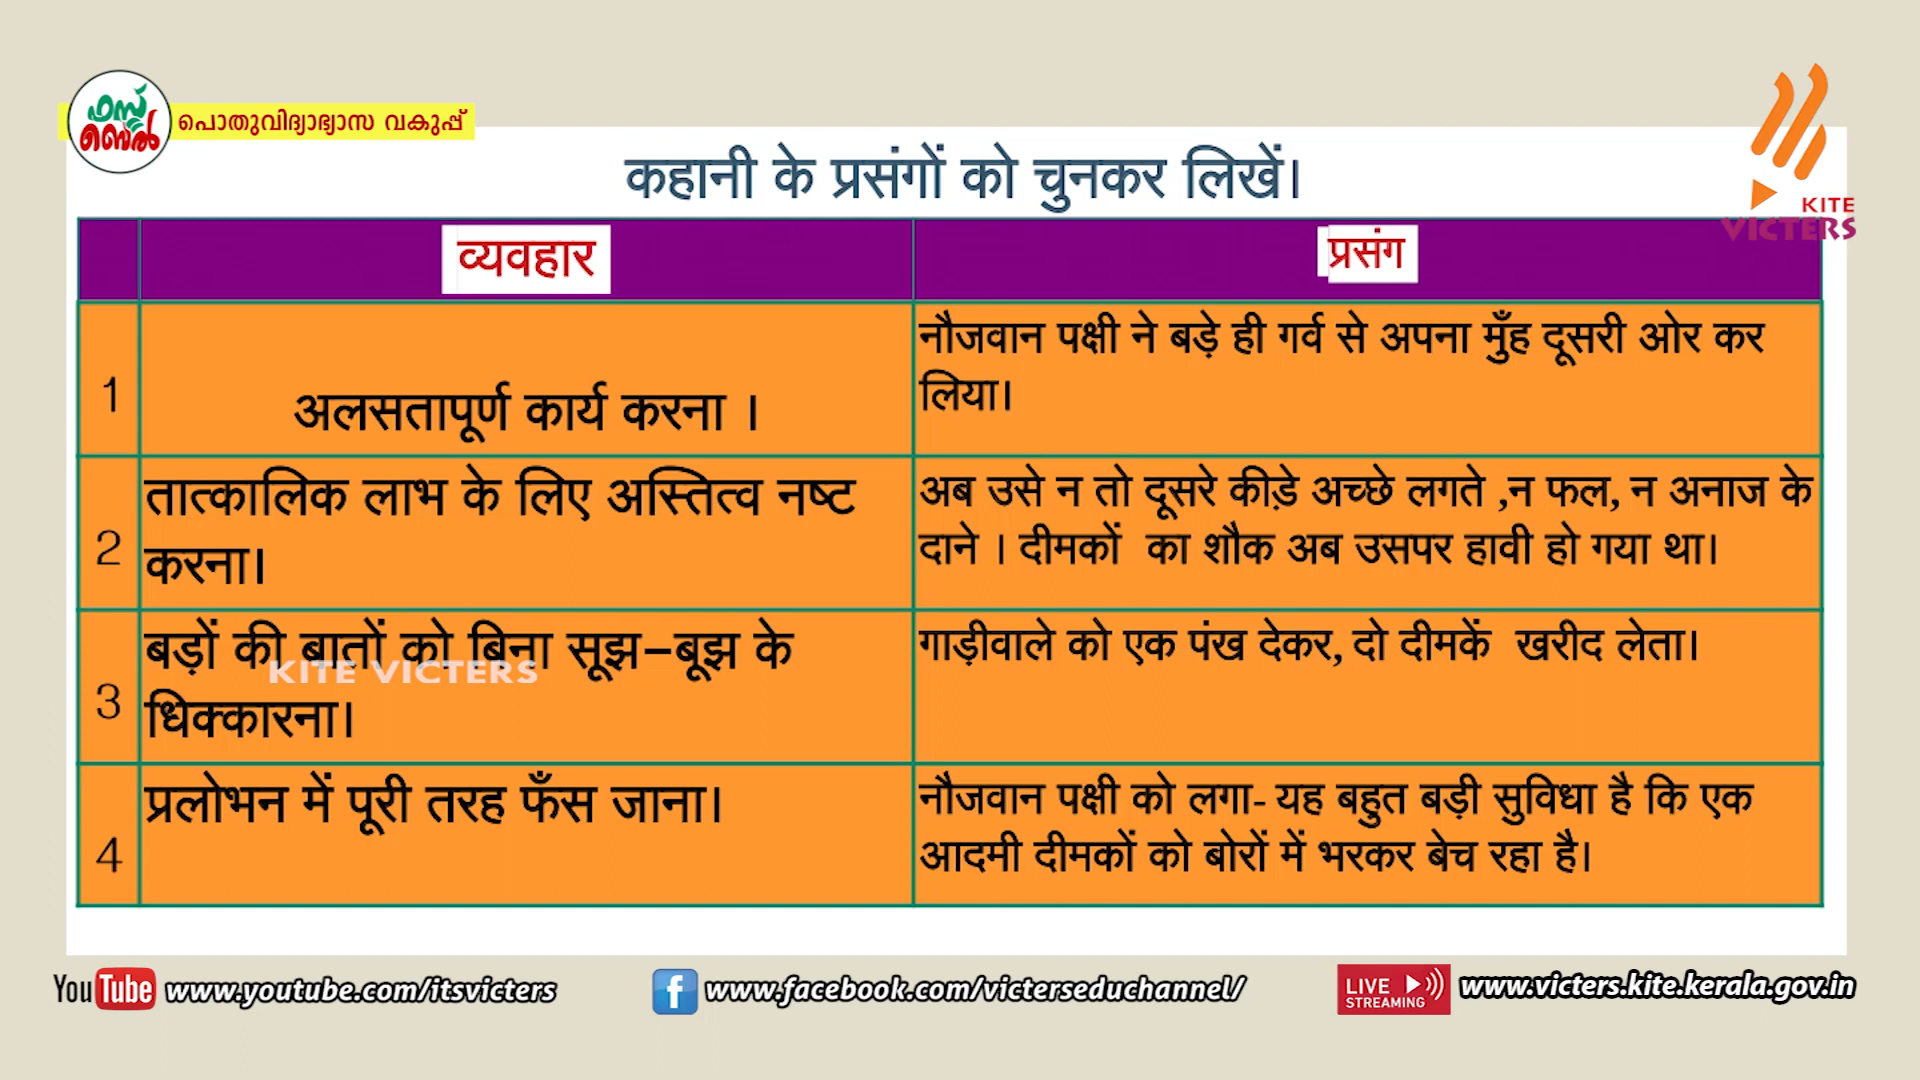 ഫസ്റ്റ്
ബെൽ
പൊതുവിദ്യാഭ്യാസ വകുപ്പ്
KITE
VICTERS
कहानी के प्रसंगों को चुनकर लिखें।
व्यवहार
प्रसंग
1
अलसतापूर्ण कार्य करना ।
नौजवान पक्षी ने बड़े ही गर्व से अपना मुँह दूसरी ओर कर
लिया।
2
तात्कालिक लाभ के लिए अस्तित्व नष्ट
करना।
अब उसे न तो दूसरे कीड़े अच्छे लगते ,न फल, न अनाज के
दाने । दीमकों का शौक अब उसपर हावी हो गया था।
3
बड़ों की बातों को बिना सूझ–बूझ के
धिक्कारना।
KITE VICTERS
गाड़ीवाले को एक पंख देकर, दो दीमकें खरीद लेता।
4
प्रलोभन में पूरी तरह फँस जाना।
नौजवान पक्षी को लगा- यह बहुत बड़ी सुविधा है कि एक
आदमी दीमकों को बोरों में भरकर बेच रहा है।
YouTube www.youtube.com/itsvicters
f www.facebook.com/victerseduchannel/
LIVE
STREAMING
www.victers.kite.kerala.gov.in